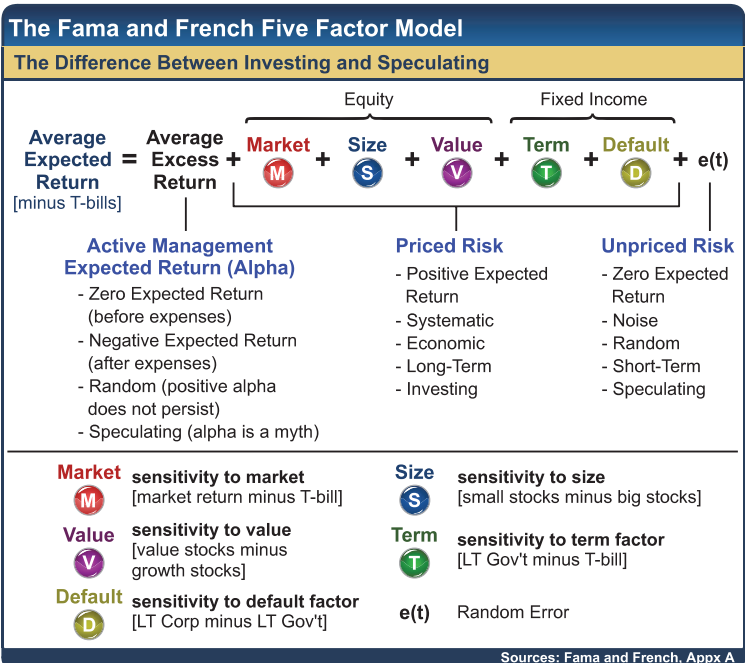 The Fama and French Five Factor Model
The Difference Between Investing and Speculating
Equity
Fixed Income
Average
Expected
Return
[minus T-bills]
=
Average
Excess
Return
+
Market
M
+
Size
S
+
Value
V
+
Term
T
+
Default
D
+
e(t)
Active Management
Expected Return (Alpha)
- Zero Expected Return
(before expenses)
- Negative Expected Return
(after expenses)
- Random (positive alpha
does not persist)
- Speculating (alpha is a myth)
Priced Risk
- Positive Expected
Return
- Systematic
- Economic
- Long-Term
- Investing
Unpriced Risk
- Zero Expected
Return
- Noise
- Random
- Short-Term
- Speculating
Market
M
sensitivity to market
[market return minus T-bill]
Size
S
sensitivity to size
[small stocks minus big stocks]
Value
V
sensitivity to value
[value stocks minus
growth stocks]
Term
T
sensitivity to term factor
[LT Gov't minus T-bill]
Default
D
sensitivity to default factor
[LT Corp minus LT Gov't]
e(t)
Random Error
Sources: Fama and French, Appx A